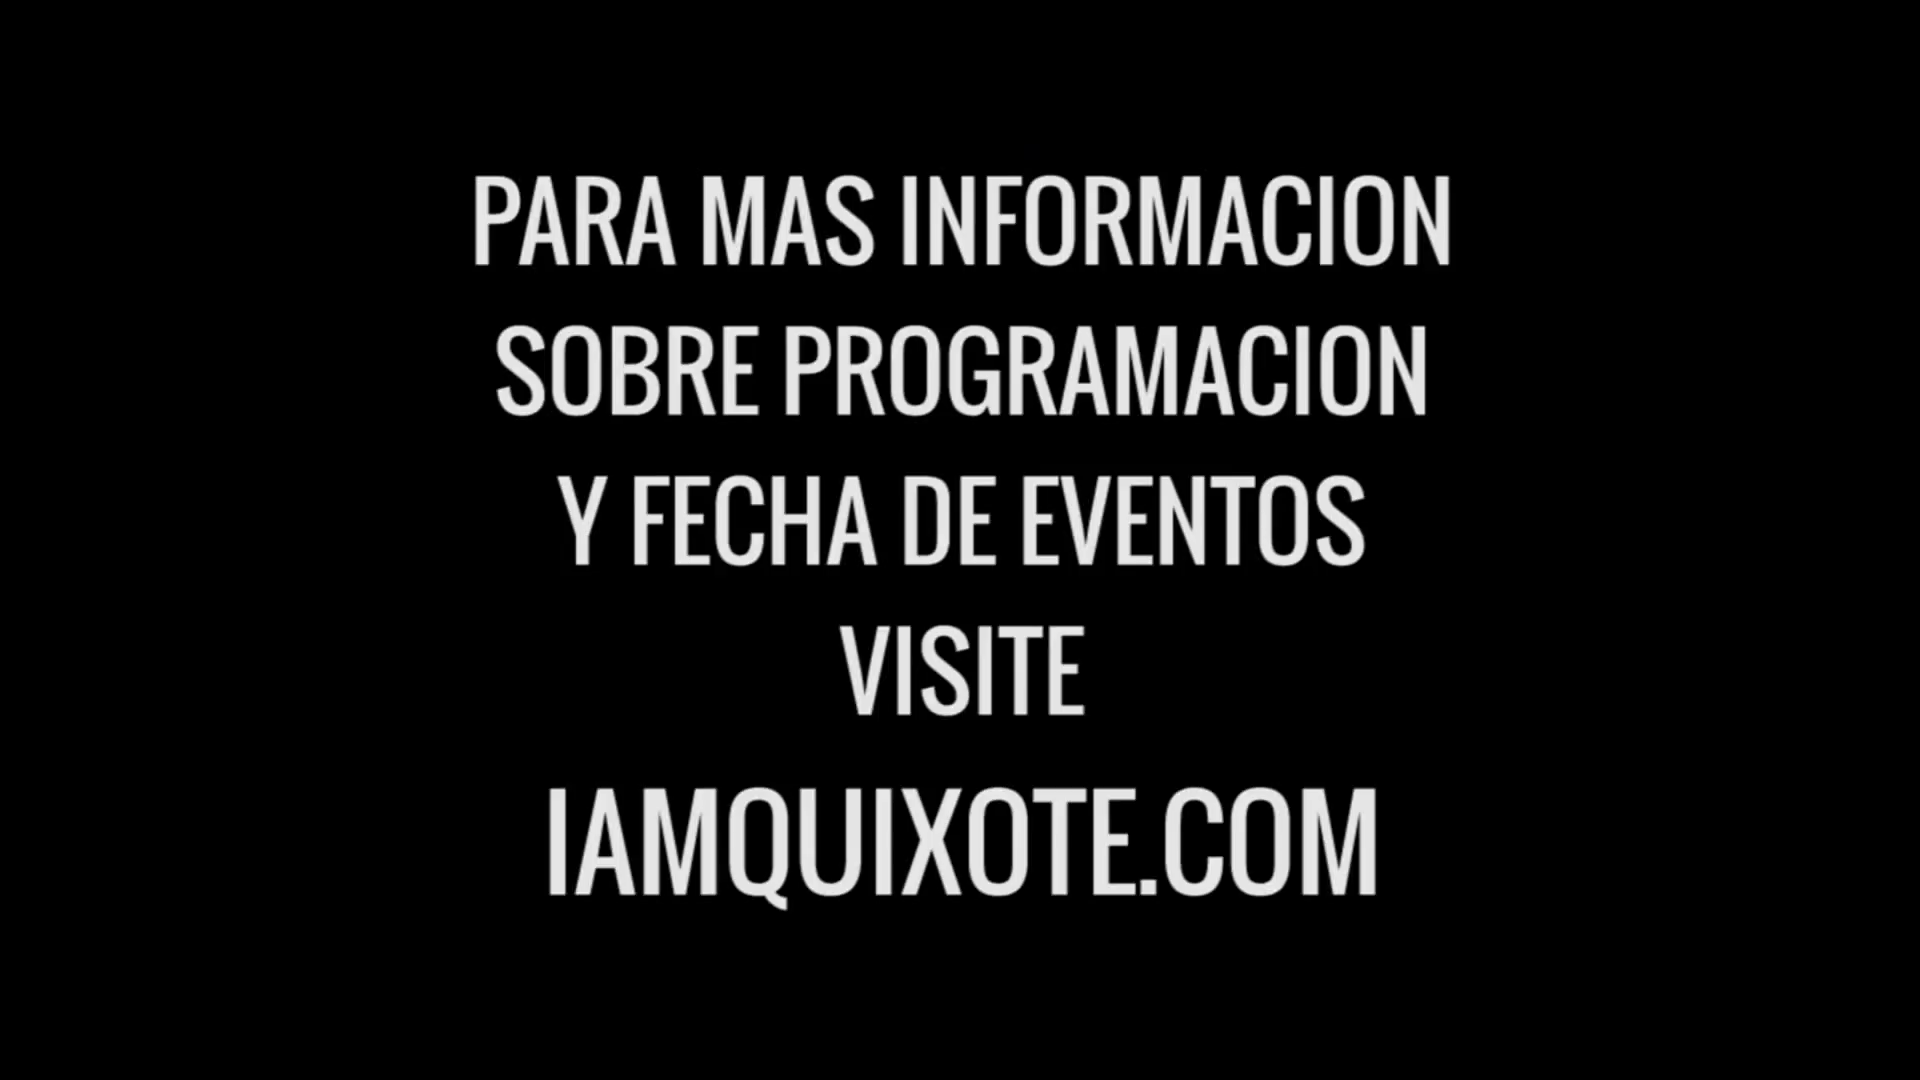 PARA MAS INFORMACION
SOBRE PROGRAMACION
Y FECHA DE EVENTOS
VISITE
IAMQUIXOTE.COM